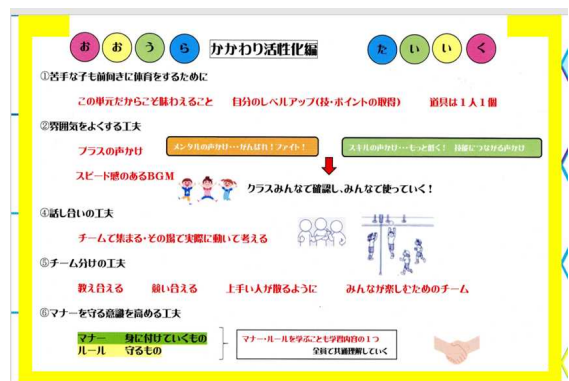 おおうら かかわり活性化編 たいいく
①苦手な子も前向きに体育をするために
この単元だからこそ味わえること 自分のレベルアップ(技・ポイントの取得) 道具は1人1個
②雰囲気をよくする工夫
プラスの声かけ メンタルの声かけ・・・がんばれ!ファイト! スキルの声かけ・・・もっと軽く! 技能につながる声かけ
スピード感のあるBGM
クラスみんなで確認し、みんなで使っていく!
④話し合いの工夫
チームで集まる・その場で実際に動いて考える
⑤チーム分けの工夫
教え合える 競い合える 上手い人が散るように みんなが楽しむためのチーム
⑥マナーを守る意識を高める工夫
マナー 身に付けていくもの
ルール 守るもの
マナー・ルールを学ぶことも学習内容の1つ
全員で共通理解していく